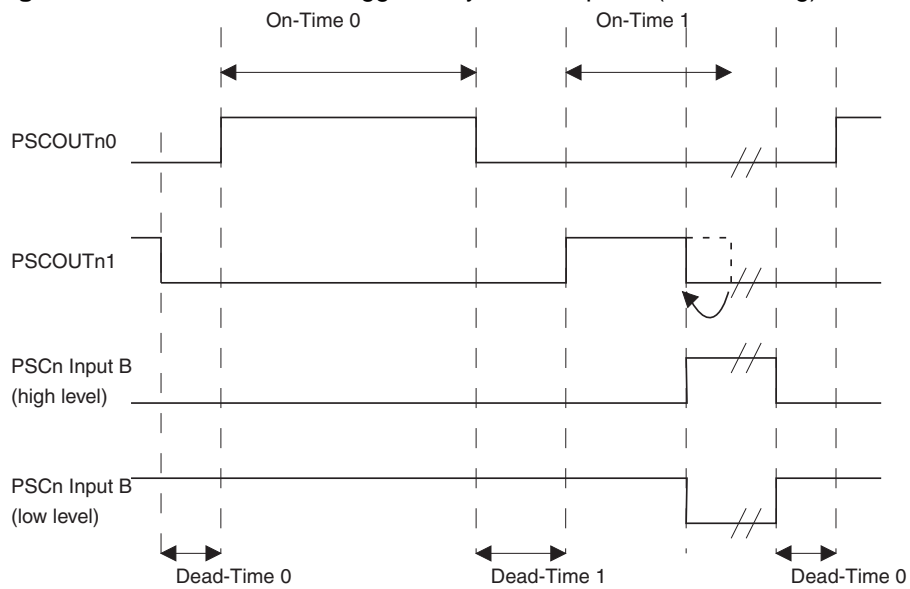 On-Time 0
On-Time 1
PSCOUTn0
PSCOUTn1
PSCn Input B
(high level)
PSCn Input B
(low level)
Dead-Time 0
Dead-Time 1
Dead-Time 0